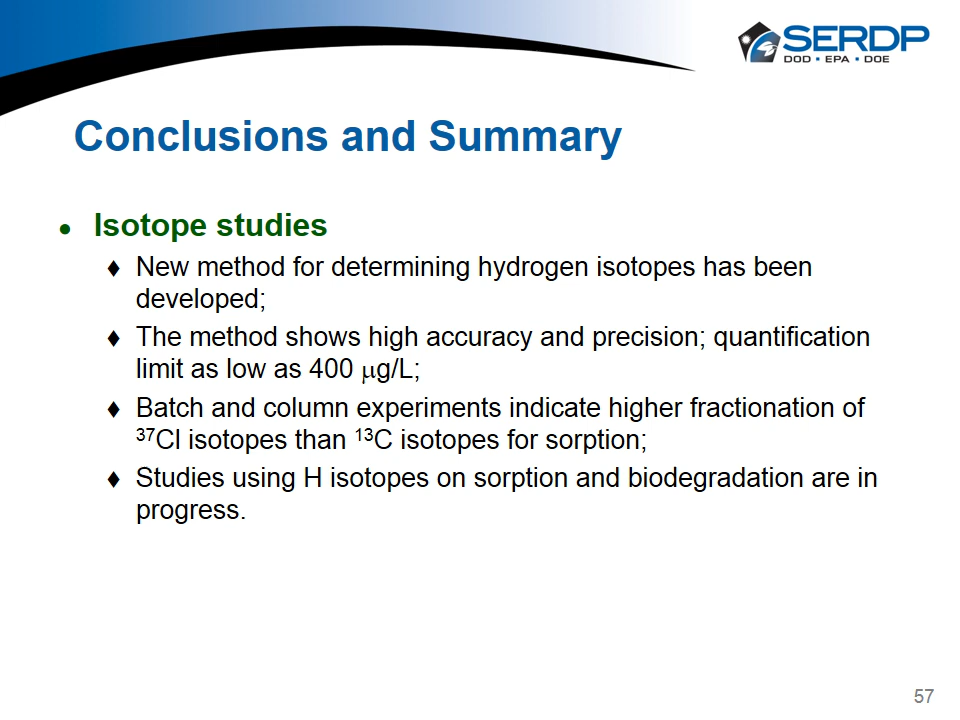 SERDP
DOD • EPA • DOE
Conclusions and Summary
• Isotope studies
♦ New method for determining hydrogen isotopes has been
developed;
♦ The method shows high accuracy and precision; quantification
limit as low as 400 μg/L;
♦ Batch and column experiments indicate higher fractionation of
³⁷Cl isotopes than ¹³C isotopes for sorption;
♦ Studies using H isotopes on sorption and biodegradation are in
progress.
57